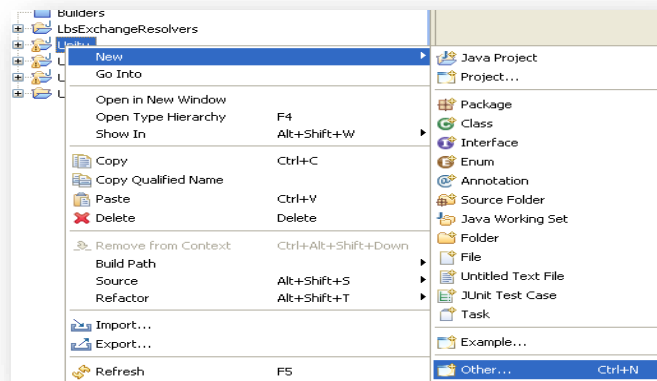 Builders
LbsExchangeResolvers
Unity
New
Go Into
Open in New Window
Open Type Hierarchy F4
Show In Alt+Shift+W
Copy Ctrl+C
Copy Qualified Name
Paste Ctrl+V
Delete Delete
Remove from Context Ctrl+Alt+Shift+Down
Build Path
Source Alt+Shift+S
Refactor Alt+Shift+T
Import...
Export...
Refresh F5
Java Project
Project...
Package
Class
Interface
Enum
Annotation
Source Folder
Java Working Set
Folder
File
Untitled Text File
JUnit Test Case
Task
Example...
Other... Ctrl+N